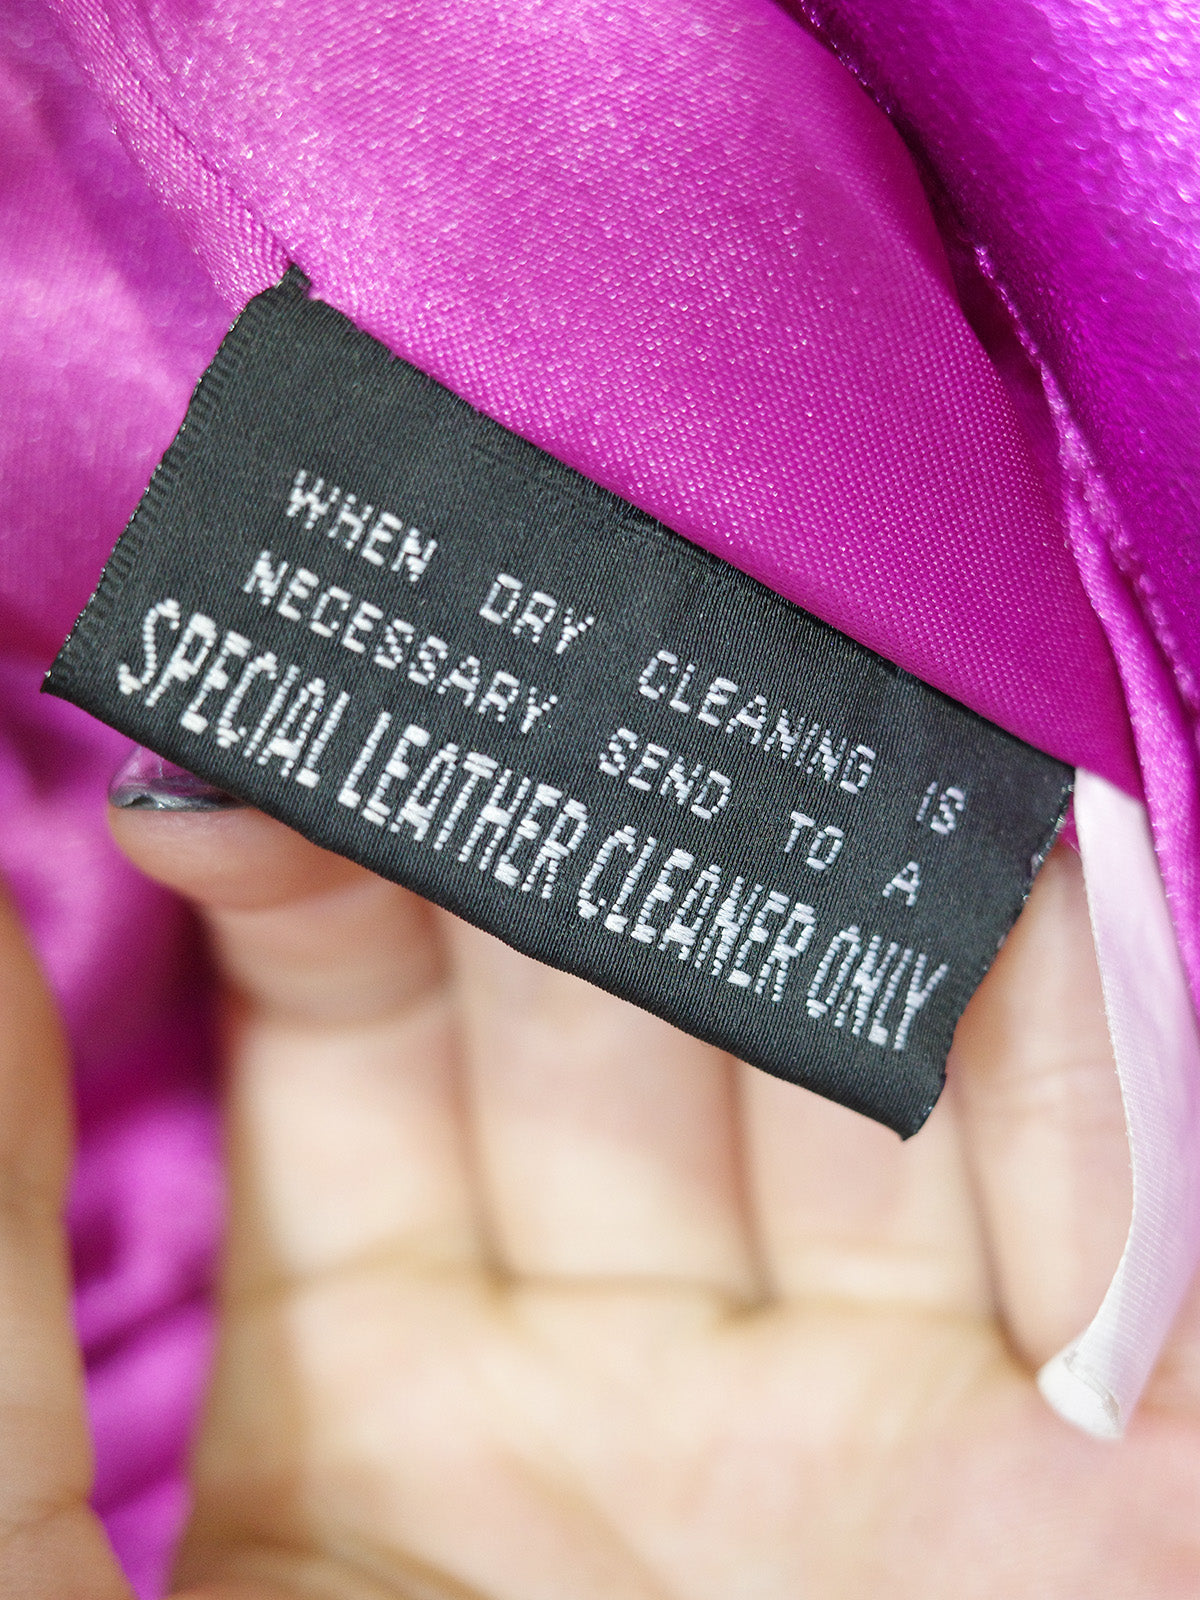 WHEN DRY CLEANING IS
NECESSARY SEND TO A
SPECIAL LEATHER CLEANER ONLY